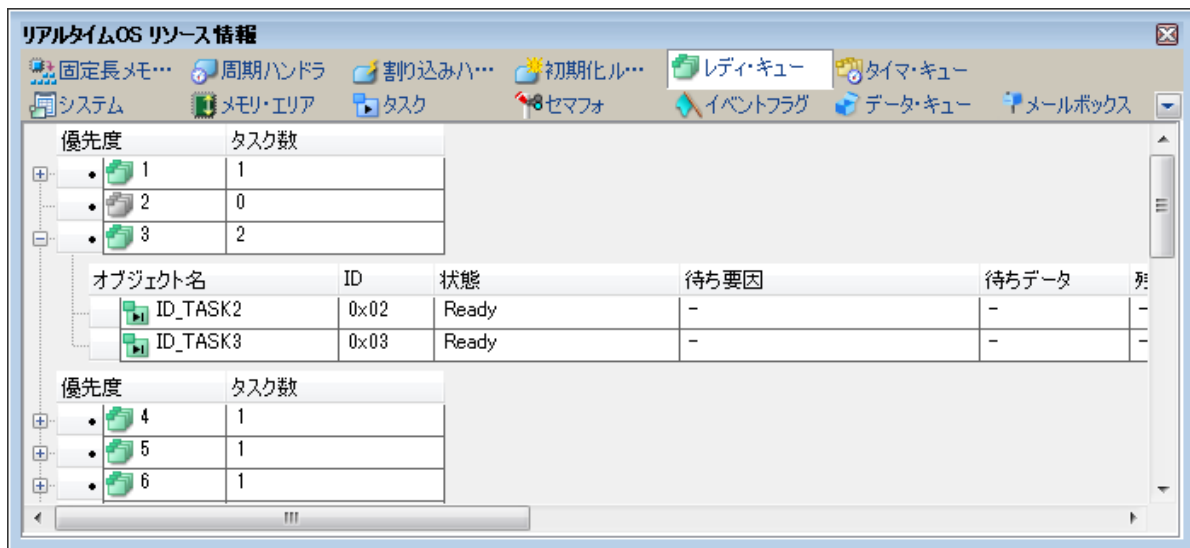 リアルタイムOS リソース情報
固定長メモ… 周期ハンドラ 割り込みハ… 初期化ル… レディ・キュー タイマ・キュー
システム メモリ・エリア タスク セマフォ イベントフラグ データ・キュー メールボックス
優先度 タスク数
1 1
2 0
3 2
オブジェクト名 ID 状態 待ち要因 待ちデータ
ID_TASK2 0x02 Ready - - -
ID_TASK3 0x03 Ready - - -
優先度 タスク数
4 1
5 1
6 1